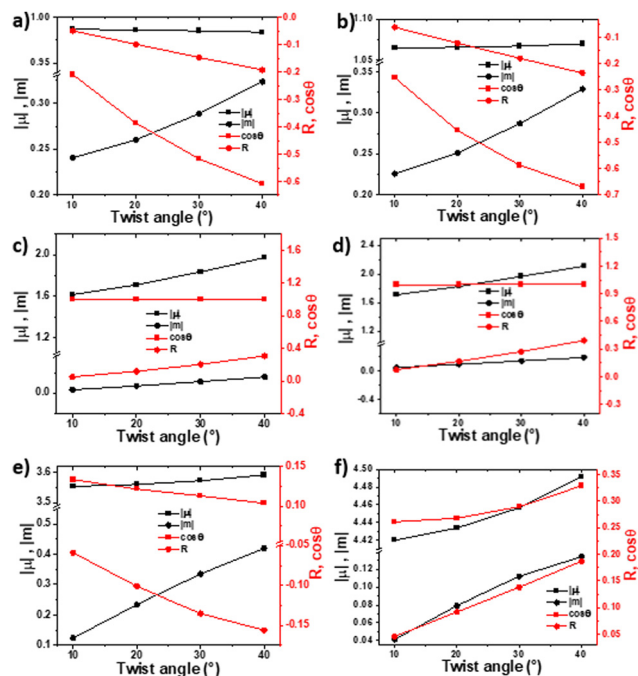 a)
1.00
0.95
0.30
0.25
0.20
|μ| , |m|
|μ|
|m|
cosθ
R
0.0
-0.1
-0.2
-0.3
-0.4
-0.5
-0.6
R, cosθ
10 20 30 40
Twist angle (°)
b)
1.10
1.05
0.35
0.30
0.25
0.20
|μ| , |m|
|μ|
|m|
cosθ
R
-0.1
-0.2
-0.3
-0.4
-0.5
-0.6
-0.7
R, cosθ
10 20 30 40
Twist angle (°)
c)
2.0
1.6
1.2
0.0
|μ| , |m|
|μ|
|m|
cosθ
R
1.6
1.2
0.8
0.4
0.0
-0.4
R, cosθ
10 20 30 40
Twist angle (°)
d)
2.4
2.0
1.6
0.0
-0.4
|μ| , |m|
|μ|
|m|
cosθ
R
1.5
1.2
0.9
0.6
0.3
0.0
-0.3
R, cosθ
10 20 30 40
Twist angle (°)
e)
3.6
3.5
0.5
0.4
0.3
0.2
0.1
|μ| , |m|
|μ|
|m|
cosθ
R
0.15
0.10
-0.05
-0.10
-0.15
R, cosθ
10 20 30 40
Twist angle (°)
f)
4.50
4.48
4.46
4.44
4.42
0.12
0.10
0.08
0.06
0.04
|μ| , |m|
|μ|
|m|
cosθ
R
0.35
0.30
0.25
0.20
0.15
0.10
0.05
R, cosθ
10 20 30 40
Twist angle (°)